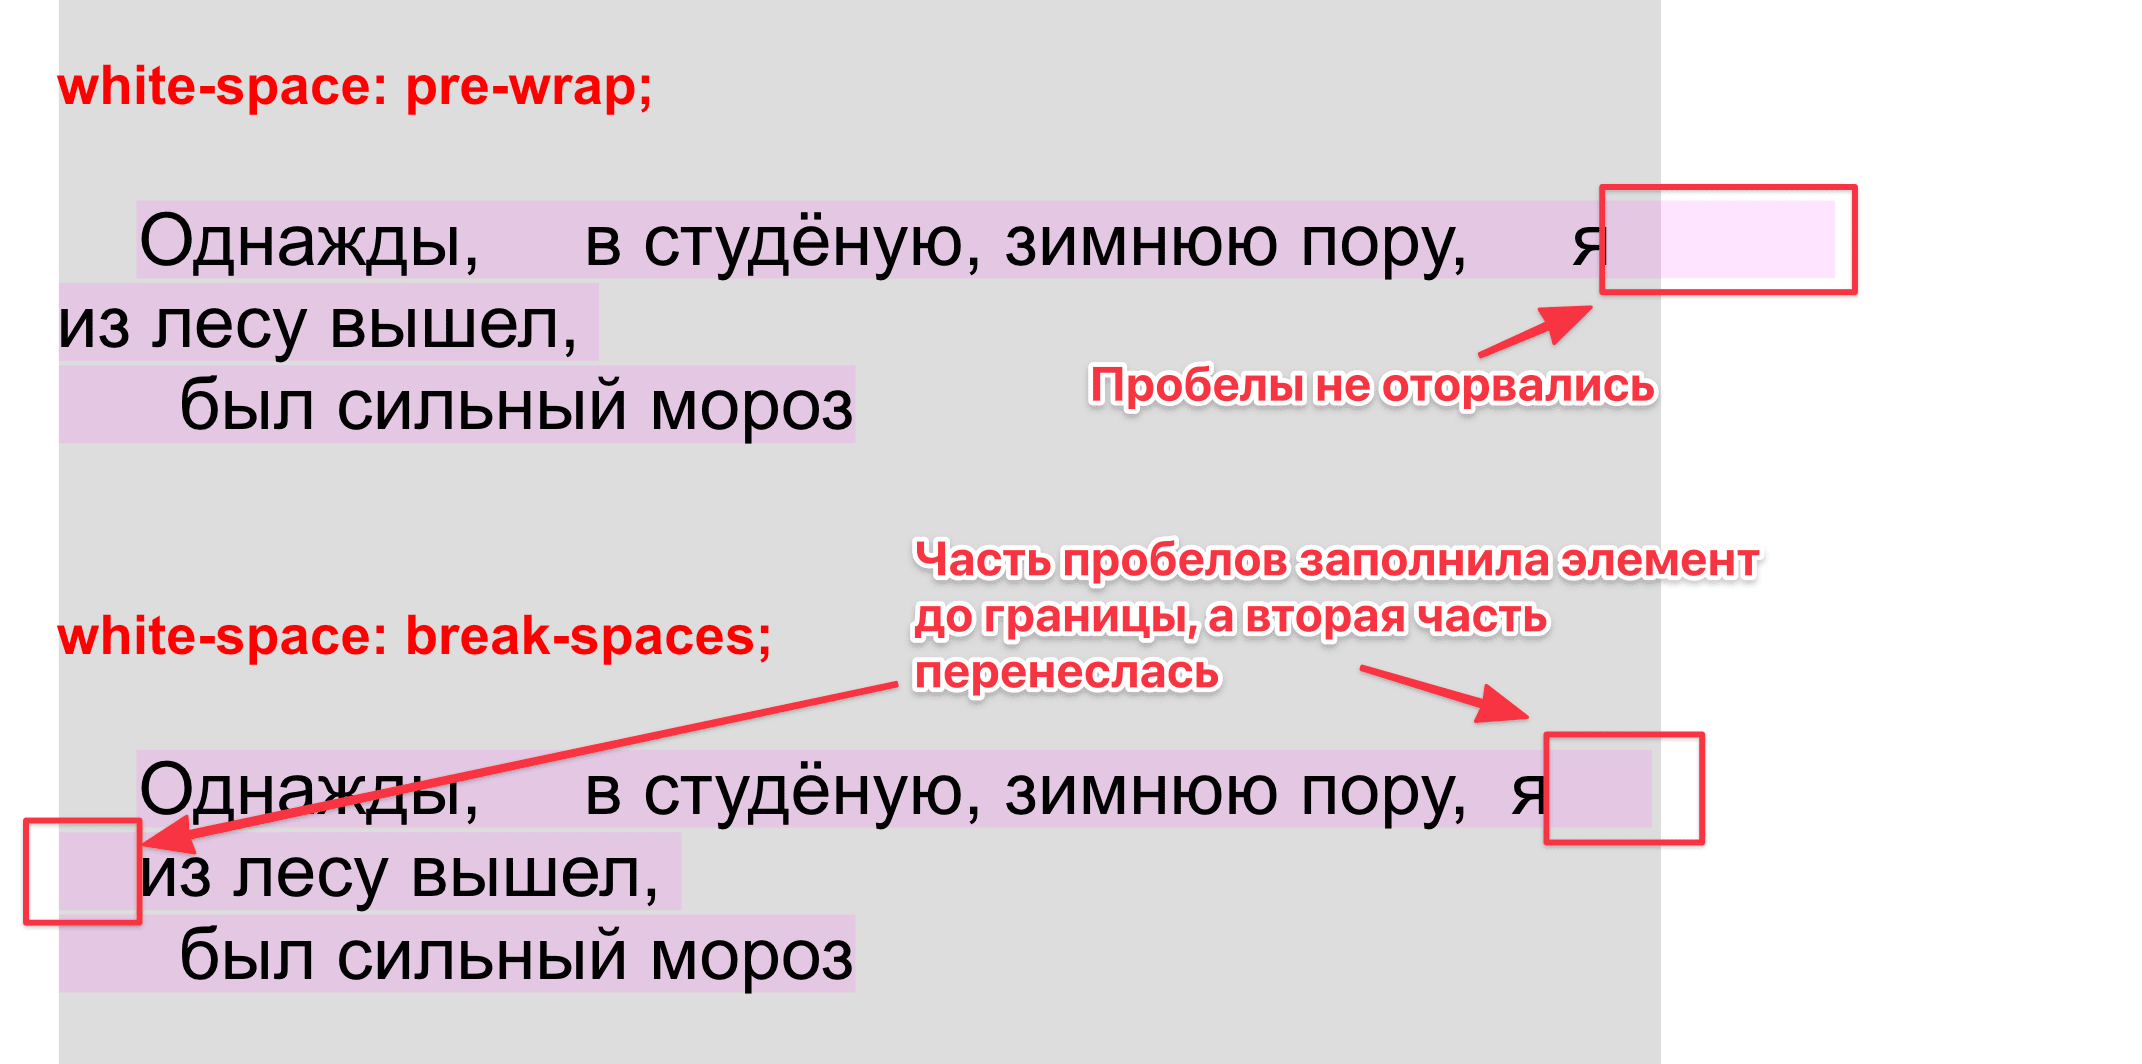 white-space: pre-wrap;
Однажды, в студёную, зимнюю пору, я
из лесу вышел,
был сильный мороз
Пробелы не оторвались
Часть пробелов заполнила элемент
до границы, а вторая часть
перенеслась
white-space: break-spaces;
Однажды, в студёную, зимнюю пору, я
из лесу вышел,
был сильный мороз